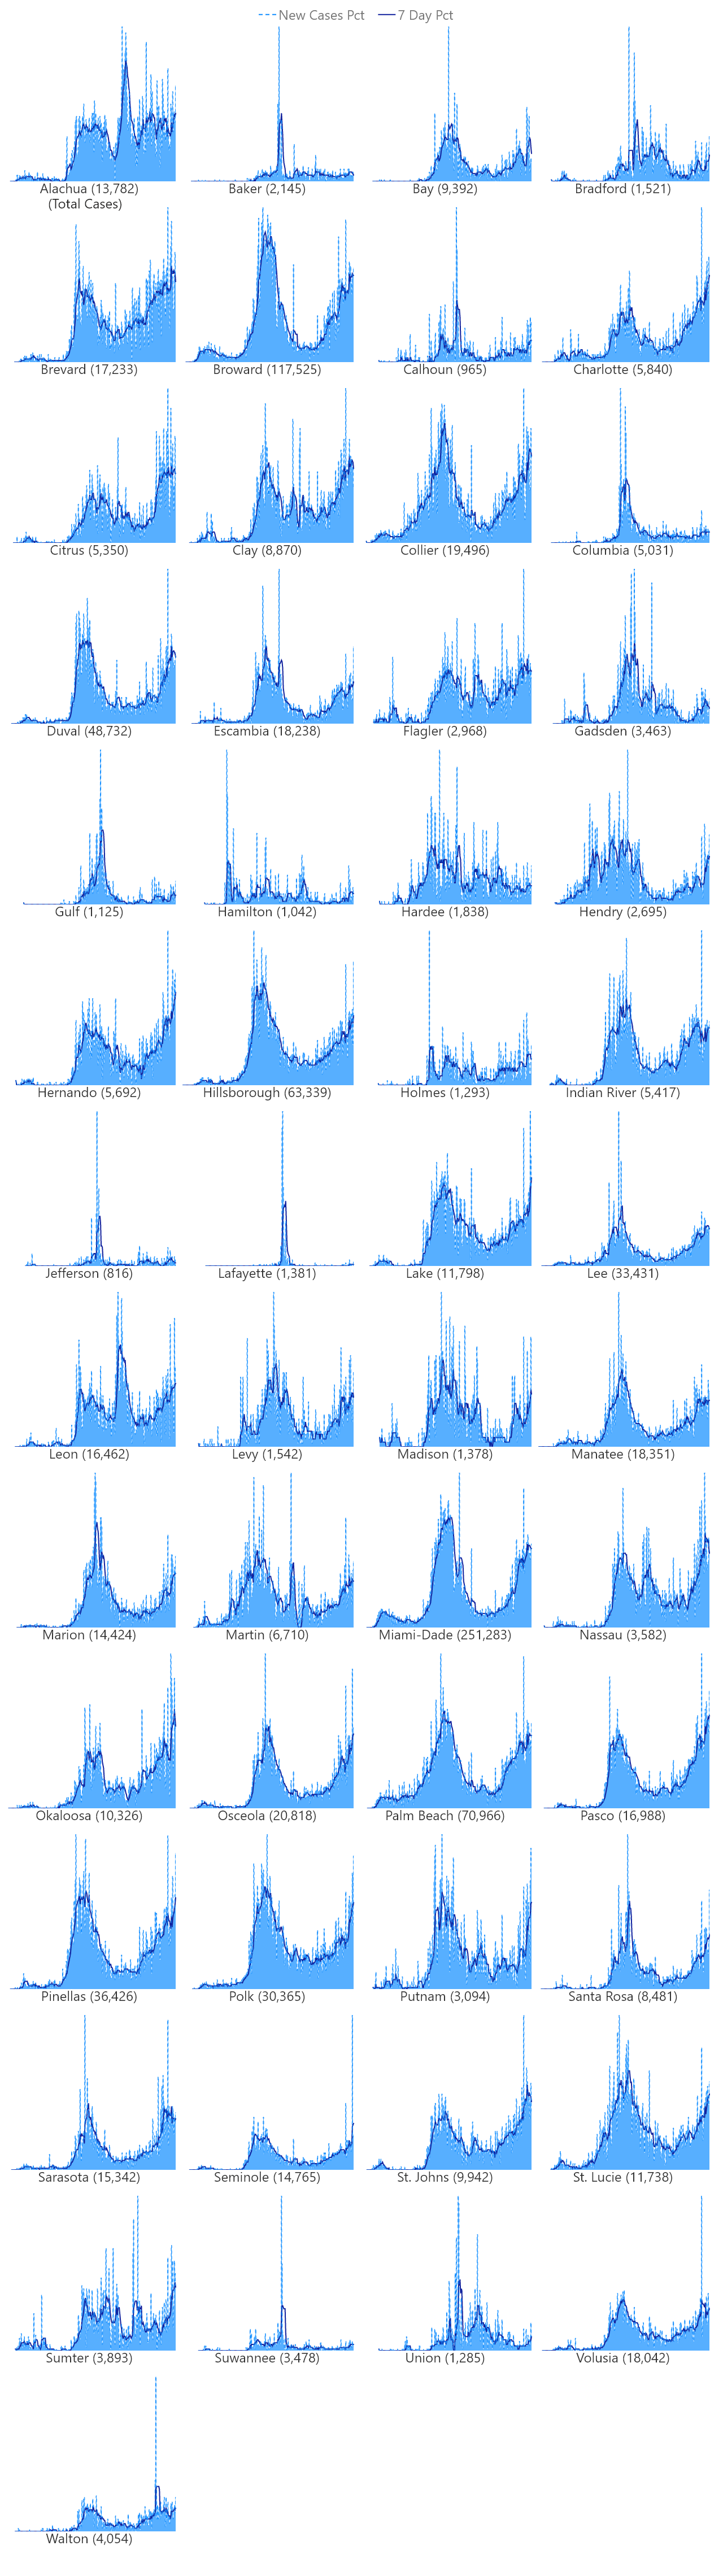 New Cases Pct 7 Day Pct
Alachua (13,782) Baker (2,145) Bay (9,392) Bradford (1,521)
(Total Cases)
Brevard (17,233) Broward (117,525) Calhoun (965) Charlotte (5,840)
Citrus (5,350) Clay (8,870) Collier (19,496) Columbia (5,031)
Duval (48,732) Escambia (18,238) Flagler (2,968) Gadsden (3,463)
Gulf (1,125) Hamilton (1,042) Hardee (1,838) Hendry (2,695)
Hernando (5,692) Hillsborough (63,339) Holmes (1,293) Indian River (5,417)
Jefferson (816) Lafayette (1,381) Lake (11,798) Lee (33,431)
Leon (16,462) Levy (1,542) Madison (1,378) Manatee (18,351)
Marion (14,424) Martin (6,710) Miami-Dade (251,283) Nassau (3,582)
Okaloosa (10,326) Osceola (20,818) Palm Beach (70,966) Pasco (16,988)
Pinellas (36,426) Polk (30,365) Putnam (3,094) Santa Rosa (8,481)
Sarasota (15,342) Seminole (14,765) St. Johns (9,942) St. Lucie (11,738)
Sumter (3,893) Suwannee (3,478) Union (1,285) Volusia (18,042)
Walton (4,054)